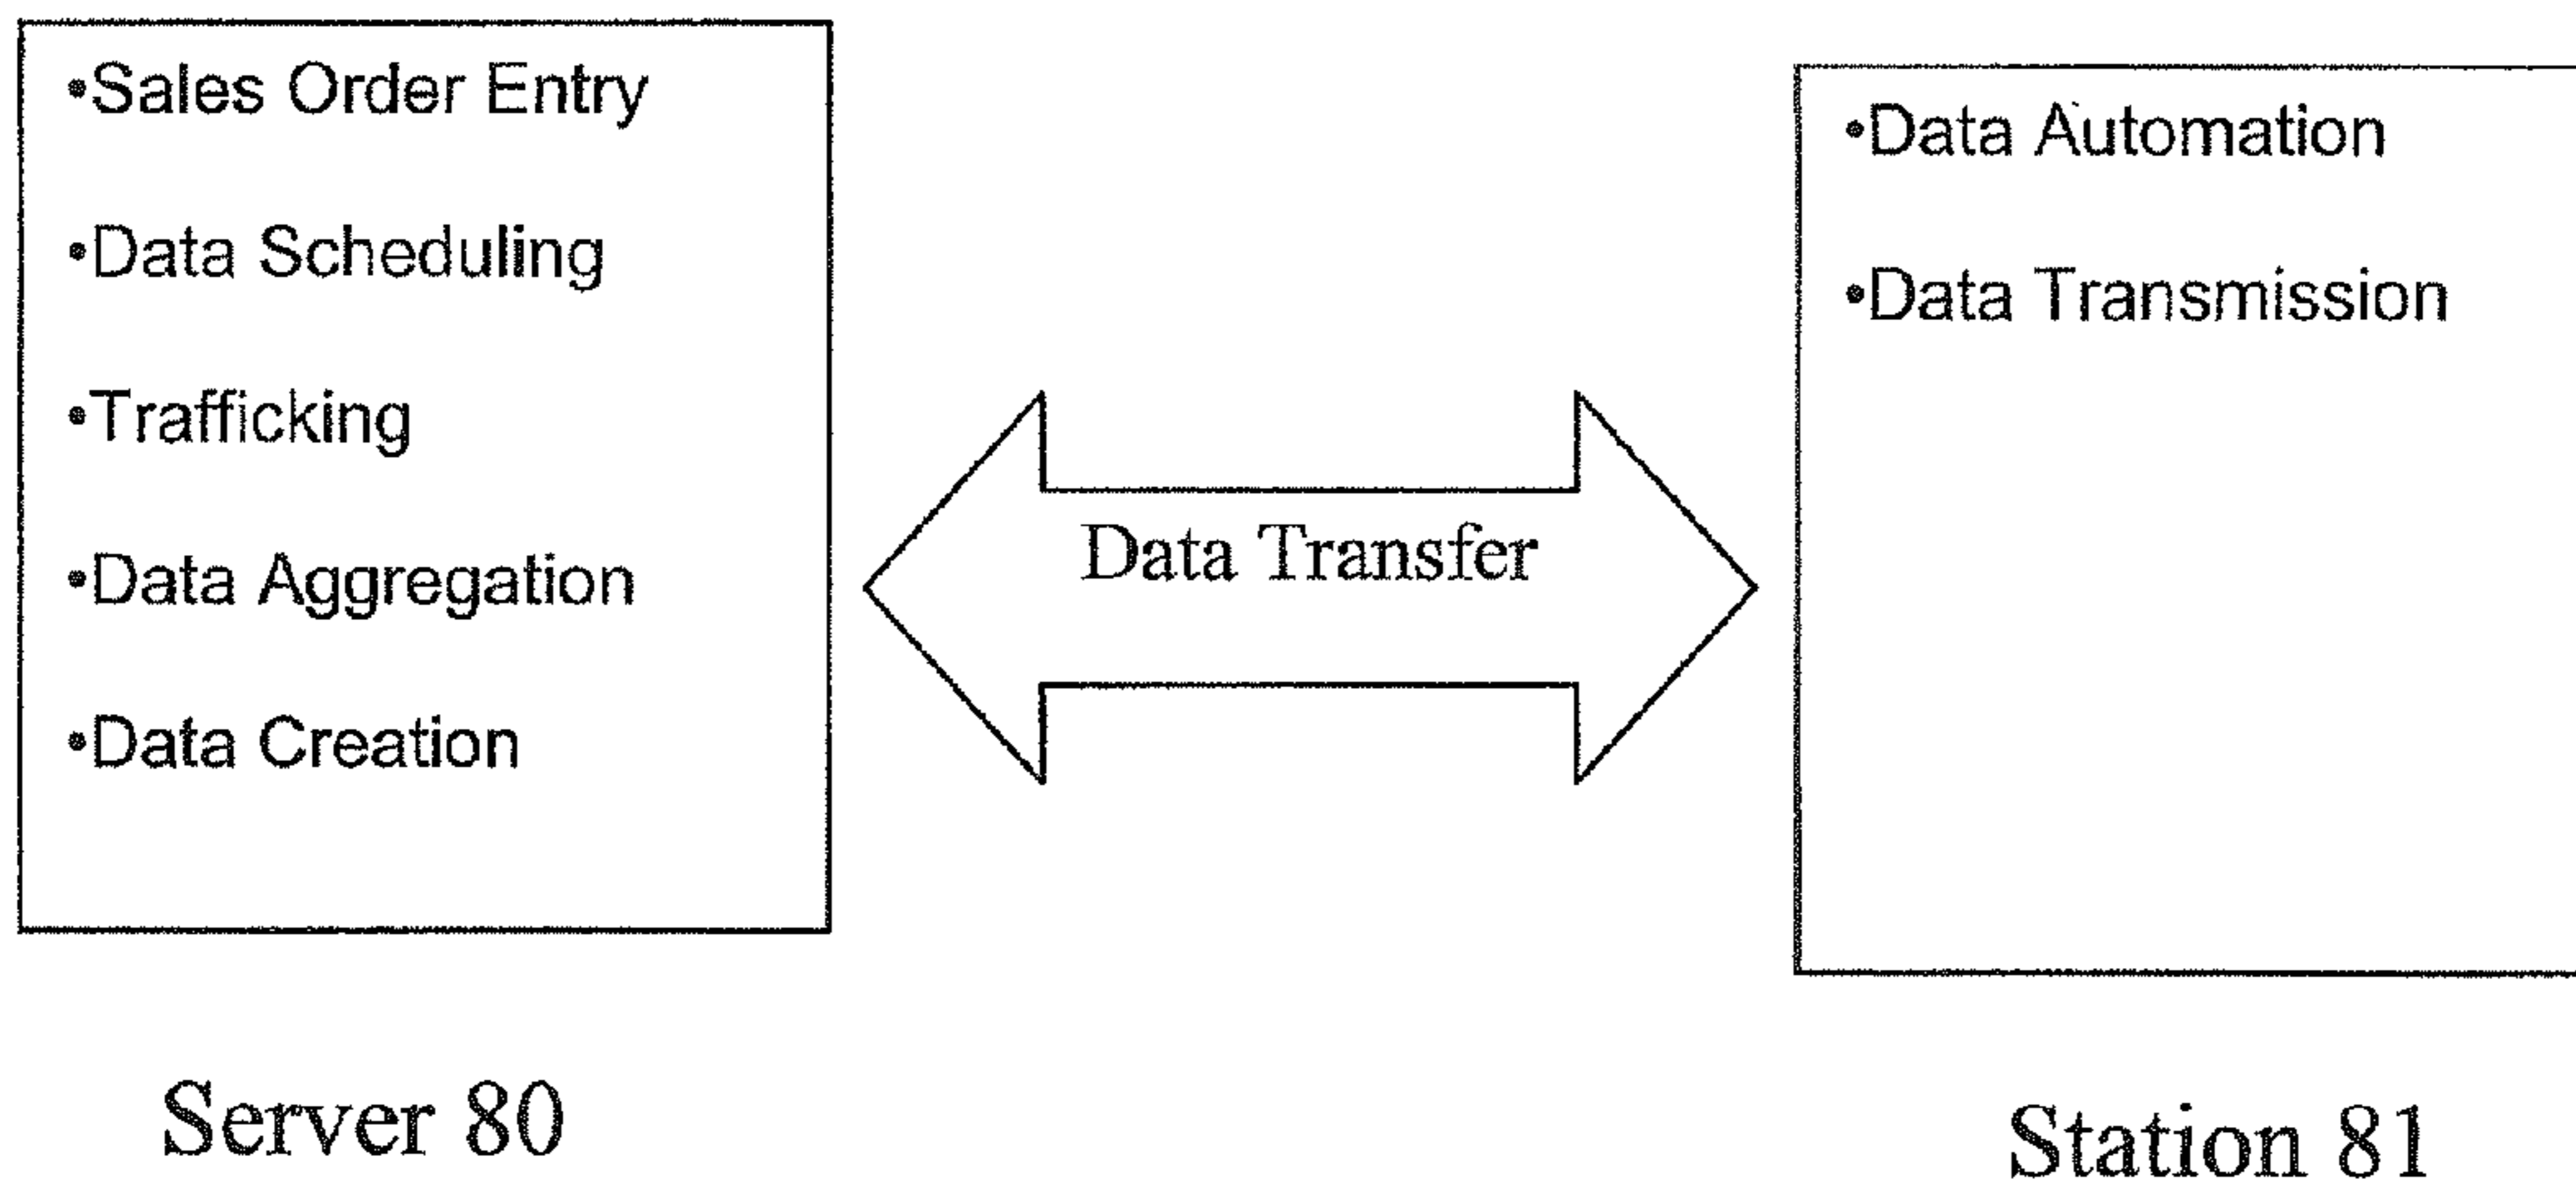 •Sales Order Entry
•Data Scheduling
•Trafficking
•Data Aggregation
•Data Creation
Data Transfer
•Data Automation
•Data Transmission
Server 80
Station 81